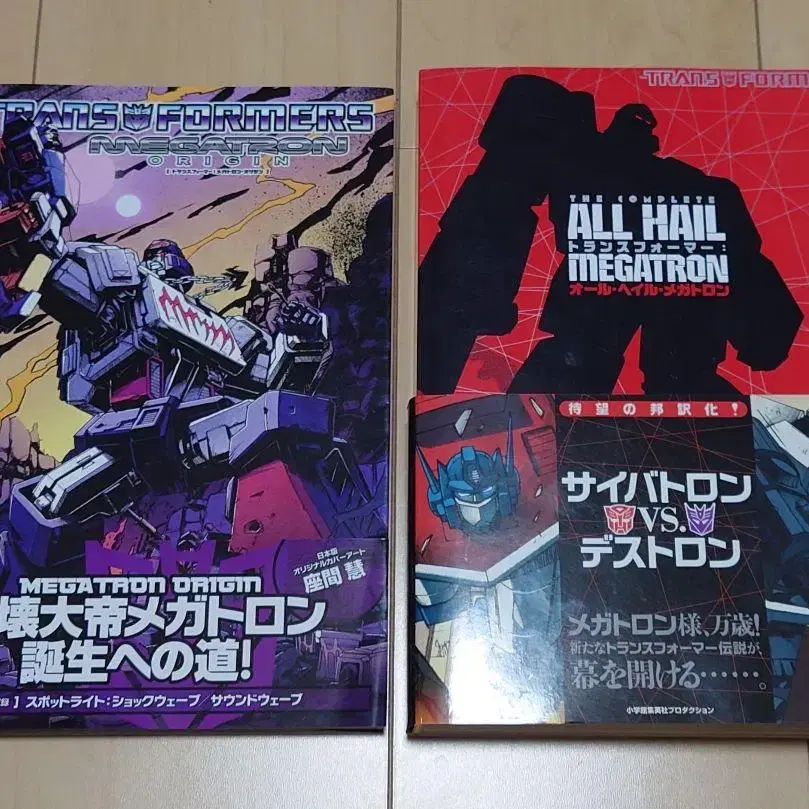 TRANSFORMERS
MEGATRON
ORIGIN
[トランスフォーマー:メガトロン オリジン]
日本版
オリジナルカバーアート
座間 慧
MEGATRON ORIGIN
壊大帝メガトロン
誕生への道!
録 】 スポットライト:ショックウェーブ/サウンドウェーブ
TRANSFORM
THE COMPLETE
ALL HAIL
トランスフォーマー:
MEGATRON
オール・ヘイル・メガトロン
待望の邦訳化!
サイバトロン
VS.
デストロン
メガトロン様、万歳!
新たなトランスフォーマー伝説が、
幕を開ける……。
小学館集英社プロダクション